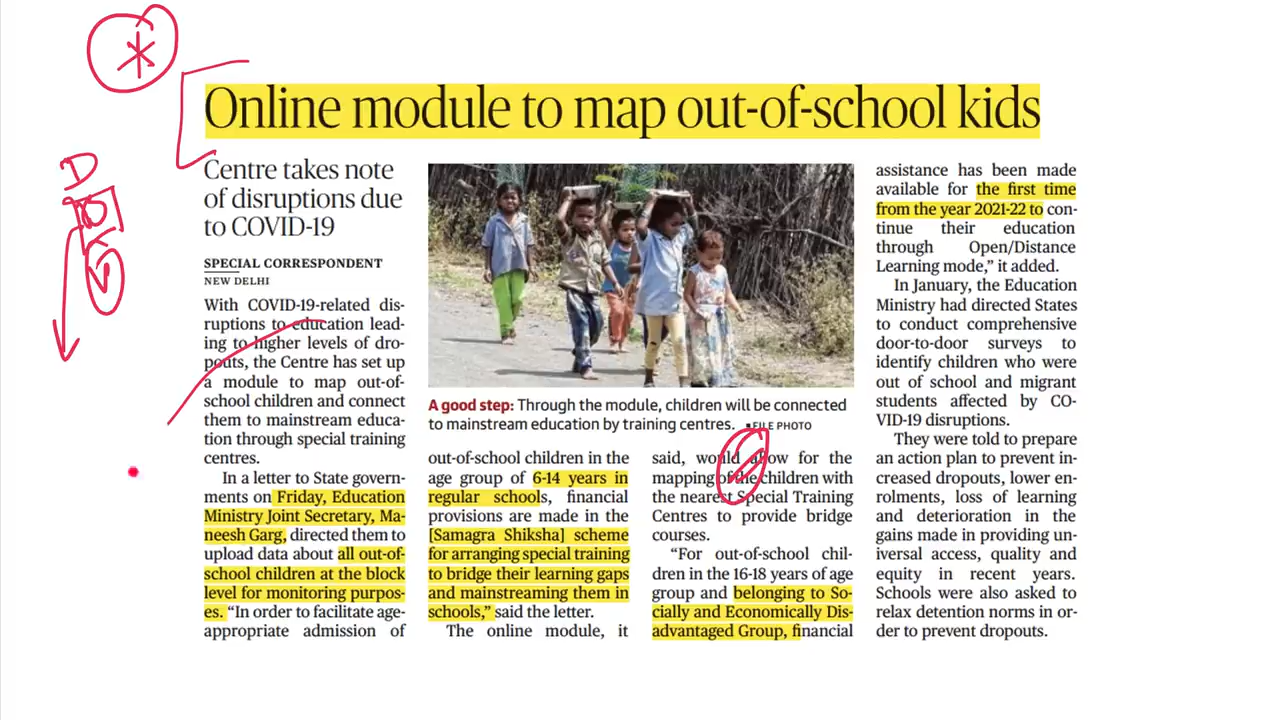 Online module to map out-of-school kids
Centre takes note
of disruptions due
to COVID-19
SPECIAL CORRESPONDENT
NEW DELHI
With COVID-19-related dis-
ruptions to education lead-
ing to higher levels of dro-
pouts, the Centre has set up
a module to map out-of-
school children and connect
them to mainstream educa-
tion through special training
centres.
In a letter to State govern-
ments on Friday, Education
Ministry Joint Secretary, Ma-
neesh Garg, directed them to
upload data about all out-of-
school children at the block
level for monitoring purpos-
es. “In order to facilitate age-
appropriate admission of
A good step: Through the module, children will be connected
to mainstream education by training centres. ▪FILE PHOTO
out-of-school children in the
age group of 6-14 years in
regular schools, financial
provisions are made in the
[Samagra Shiksha] scheme
for arranging special training
to bridge their learning gaps
and mainstreaming them in
schools,” said the letter.
The online module, it
said, would allow for the
mapping of the children with
the nearest Special Training
Centres to provide bridge
courses.
“For out-of-school chil-
dren in the 16-18 years of age
group and belonging to So-
cially and Economically Dis-
advantaged Group, financial
assistance has been made
available for the first time
from the year 2021-22 to con-
tinue their education
through Open/Distance
Learning mode,” it added.
In January, the Education
Ministry had directed States
to conduct comprehensive
door-to-door surveys to
identify children who were
out of school and migrant
students affected by CO-
VID-19 disruptions.
They were told to prepare
an action plan to prevent in-
creased dropouts, lower en-
rolments, loss of learning
and deterioration in the
gains made in providing un-
iversal access, quality and
equity in recent years.
Schools were also asked to
relax detention norms in or-
der to prevent dropouts.